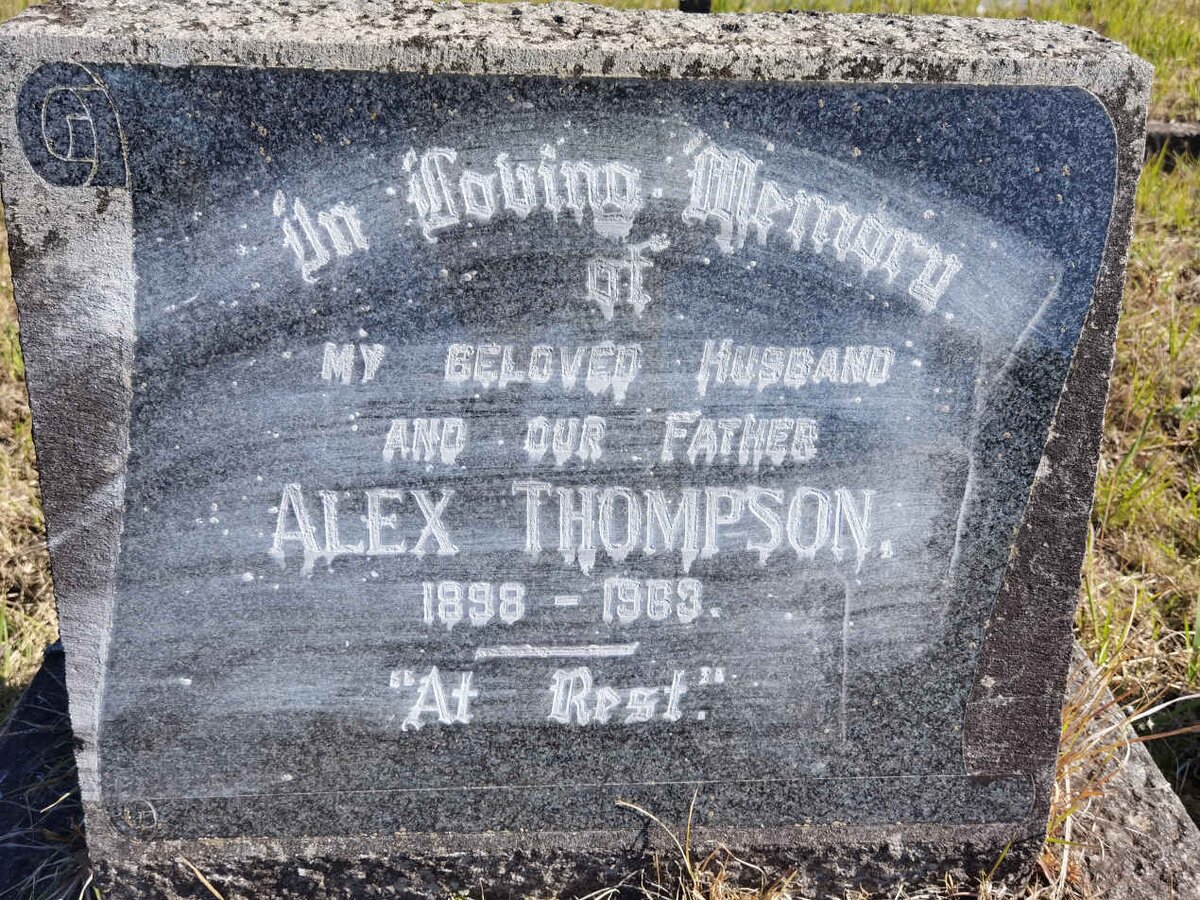 In Loving Memory
of
MY BELOVED HUSBAND
AND OUR FATHER
ALEX THOMPSON.
1898 - 1963.
"At Rest."